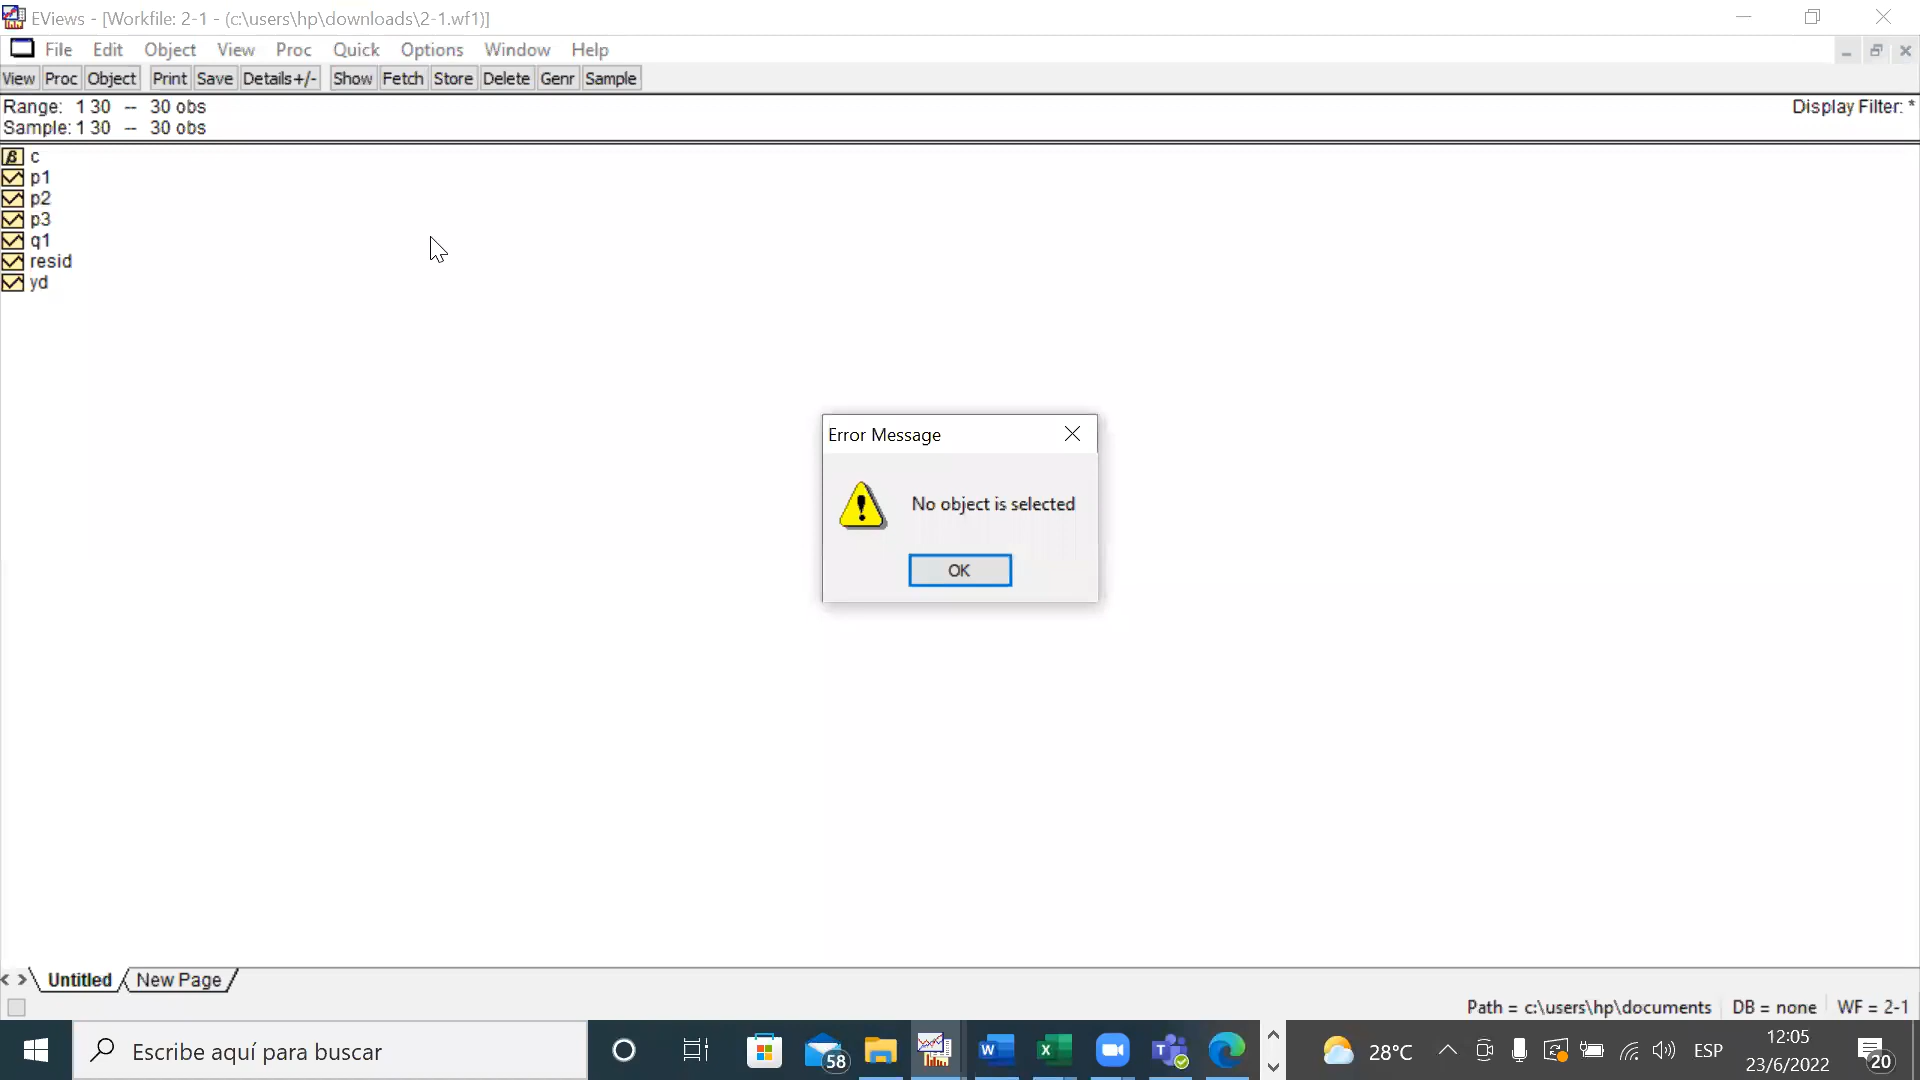 EViews - [Workfile: 2-1 - (c:\users\hp\downloads\2-1.wf1)]
File Edit Object View Proc Quick Options Window Help
View Proc Object Print Save Details+/- Show Fetch Store Delete Genr Sample
Range: 1 30 -- 30 obs
Display Filter: *
Sample: 1 30 -- 30 obs
β c
p1
p2
p3
q1
resid
yd
Error Message
No object is selected
OK
Untitled New Page
Path = c:\users\hp\documents DB = none WF = 2-1
Escribe aquí para buscar
58
28°C
ESP
12:05
23/6/2022
20